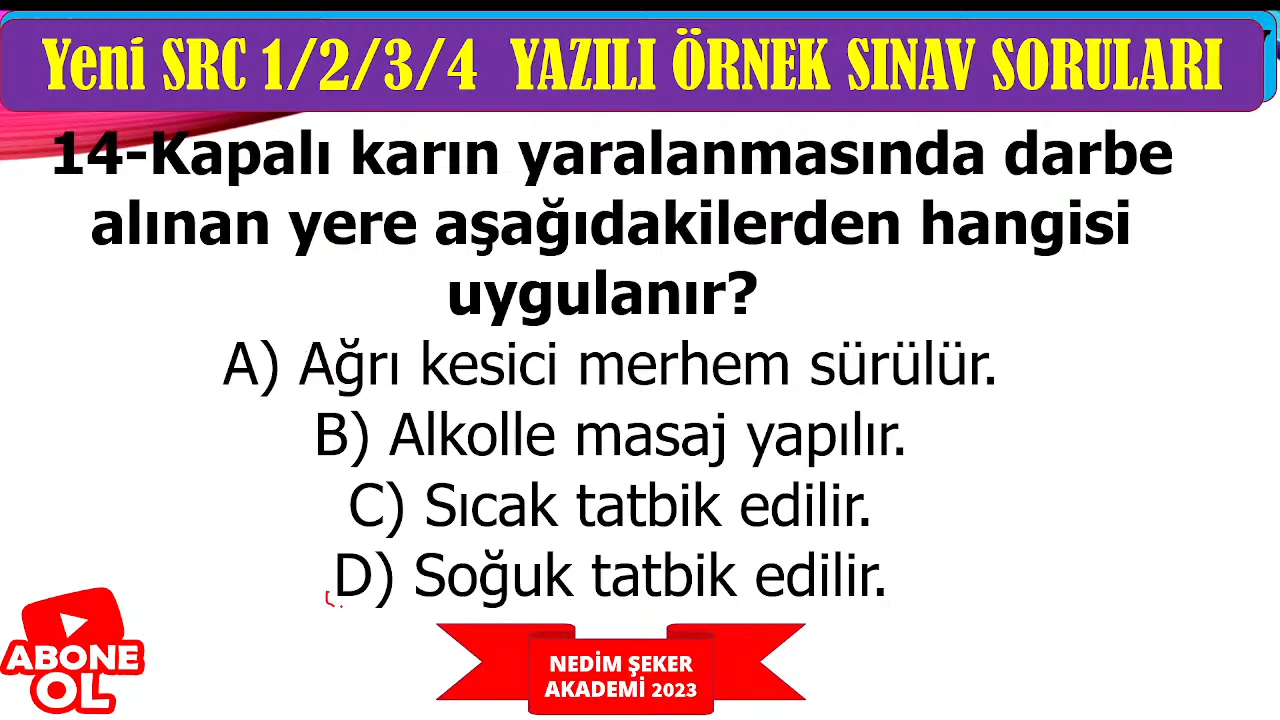 Yeni SRC 1/2/3/4 YAZILI ÖRNEK SINAV SORULARI
14-Kapalı karın yaralanmasında darbe
alınan yere aşağıdakilerden hangisi
uygulanır?
A) Ağrı kesici merhem sürülür.
B) Alkolle masaj yapılır.
C) Sıcak tatbik edilir.
D) Soğuk tatbik edilir.
ABONE
OL
NEDİM ŞEKER
AKADEMİ 2023